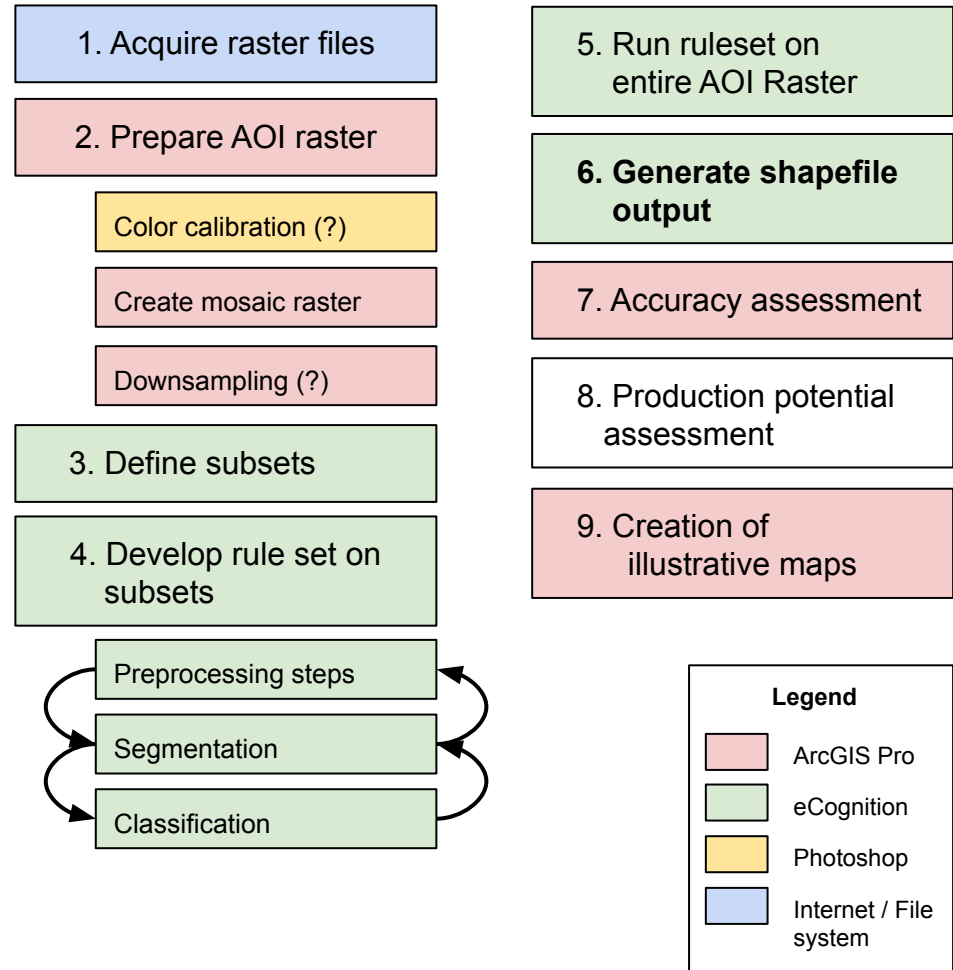 1. Acquire raster files
2. Prepare AOI raster
Color calibration (?)
Create mosaic raster
Downsampling (?)
3. Define subsets
4. Develop rule set on
subsets
Preprocessing steps
Segmentation
Classification
5. Run ruleset on
entire AOI Raster
6. Generate shapefile
output
7. Accuracy assessment
8. Production potential
assessment
9. Creation of
illustrative maps
Legend
ArcGIS Pro
eCognition
Photoshop
Internet / File
system